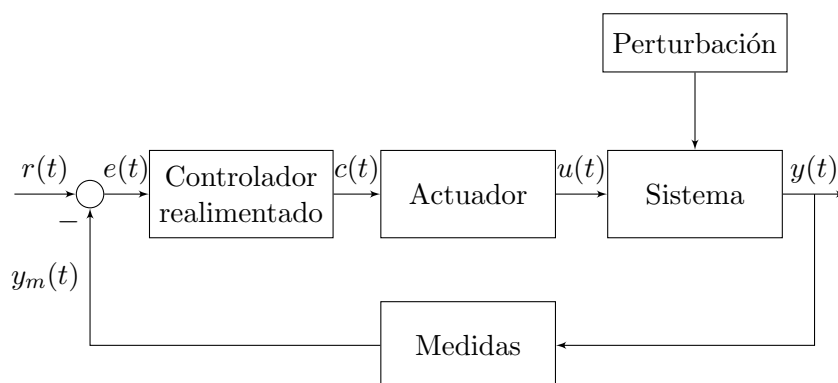 Perturbación
r(t)
e(t)
Controlador
realimentado
c(t)
Actuador
u(t)
Sistema
y(t)
−
y_m(t)
Medidas